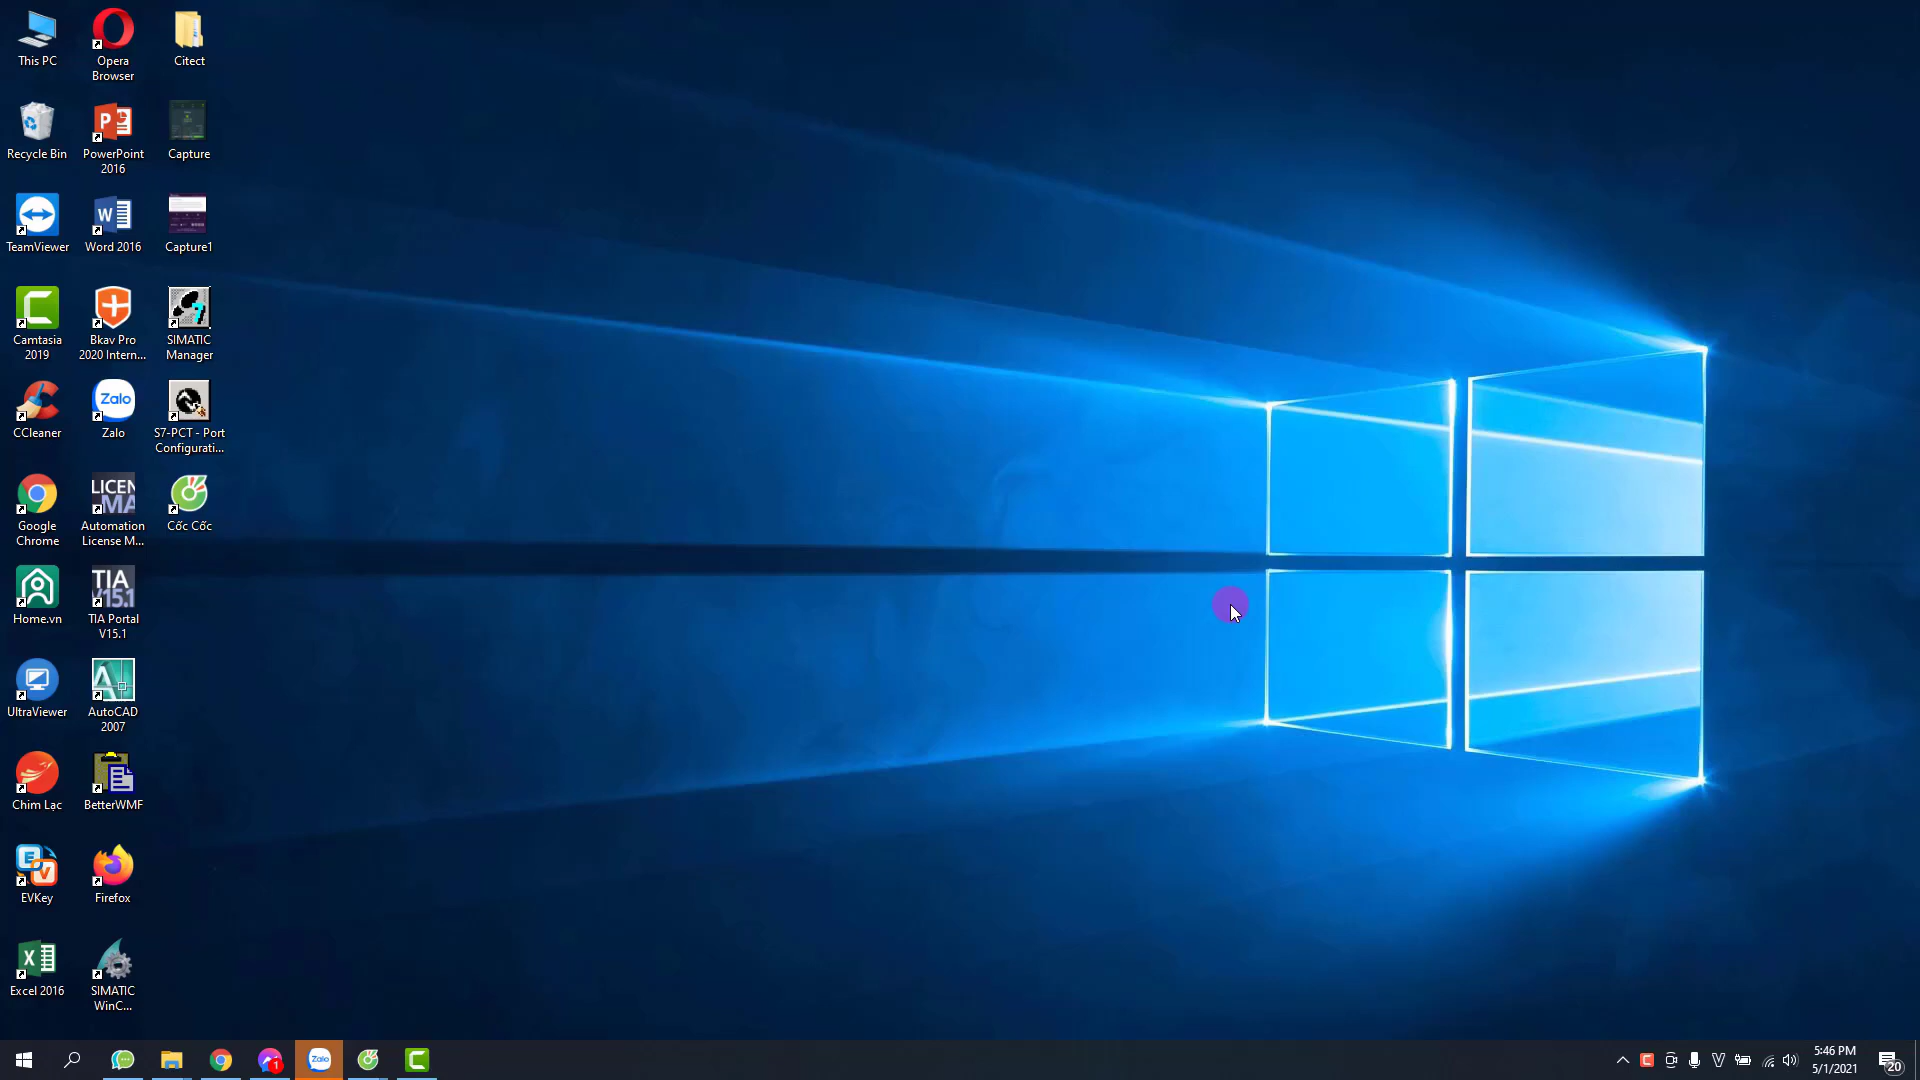 This PC
Opera
Browser
Citect
Recycle Bin
PowerPoint
2016
Capture
TeamViewer
Word 2016
Capture1
Camtasia
2019
Bkav Pro
2020 Intern...
SIMATIC
Manager
CCleaner
Zalo
Zalo
S7-PCT - Port
Configurati...
Google
Chrome
LICEN
MA
Automation
License M...
Cốc Cốc
Home.vn
TIA
V15.1
TIA Portal
V15.1
UltraViewer
AutoCAD
2007
Chim Lạc
BetterWMF
EVKey
Firefox
Excel 2016
SIMATIC
WinC...
1
Zalo
5:46 PM
5/1/2021
20